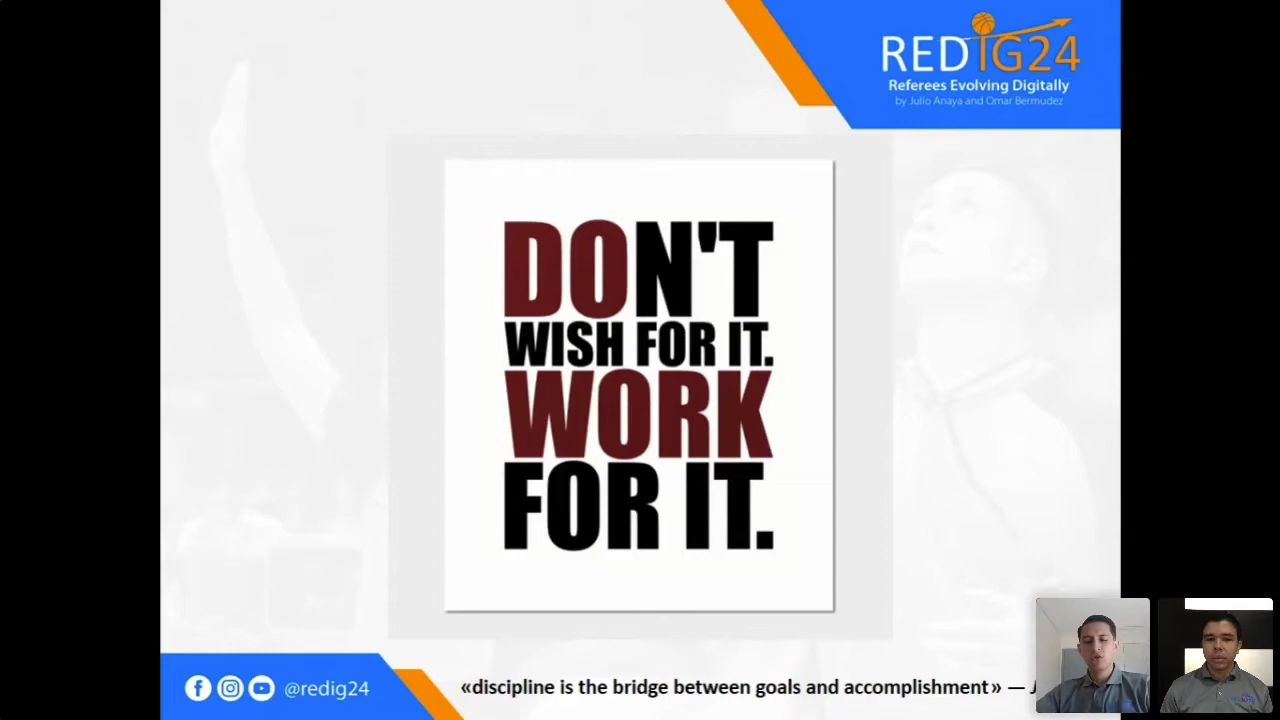 REDIG24
Referees Evolving Digitally
by Julio Anaya and Omar Bermudez
DON'T
WISH FOR IT.
WORK
FOR IT.
@redig24
«discipline is the bridge between goals and accomplishment» —